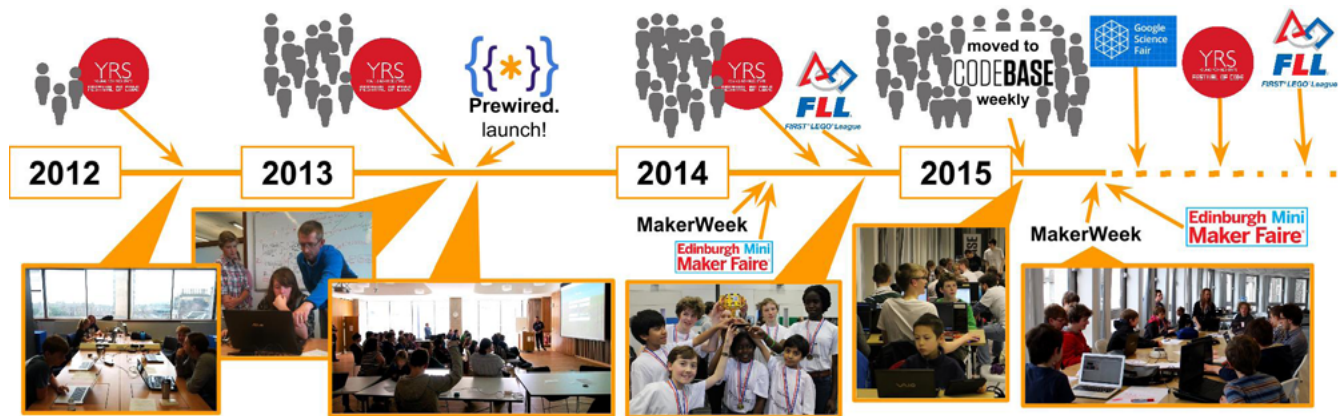 YRS
FESTIVAL OF CODE
YRS
FESTIVAL OF CODE
{{*}}
Prewired.
launch!
YRS
FESTIVAL OF CODE
FLL
FIRST LEGO League
moved to
CODEBASE
weekly
Google
Science
Fair
YRS
FESTIVAL OF CODE
FLL
FIRST LEGO League
2012
2013
2014
2015
MakerWeek
Edinburgh Mini
Maker Faire
MakerWeek
Edinburgh Mini
Maker Faire